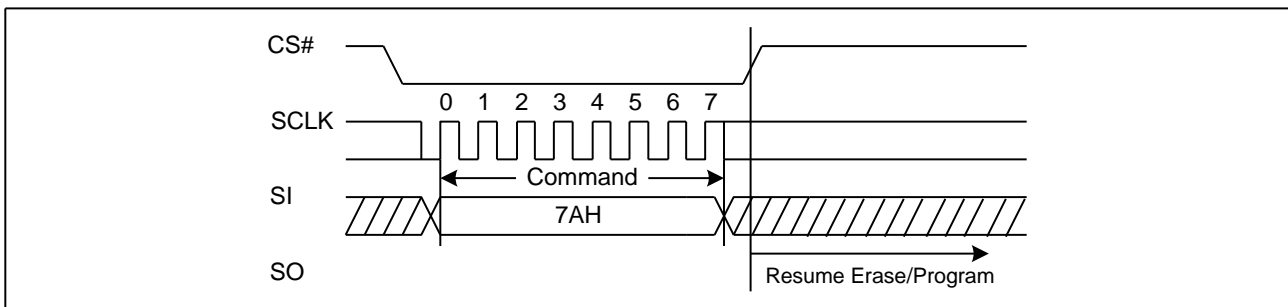 CS#
0 1 2 3 4 5 6 7
SCLK
Command
SI
7AH
SO
Resume Erase/Program